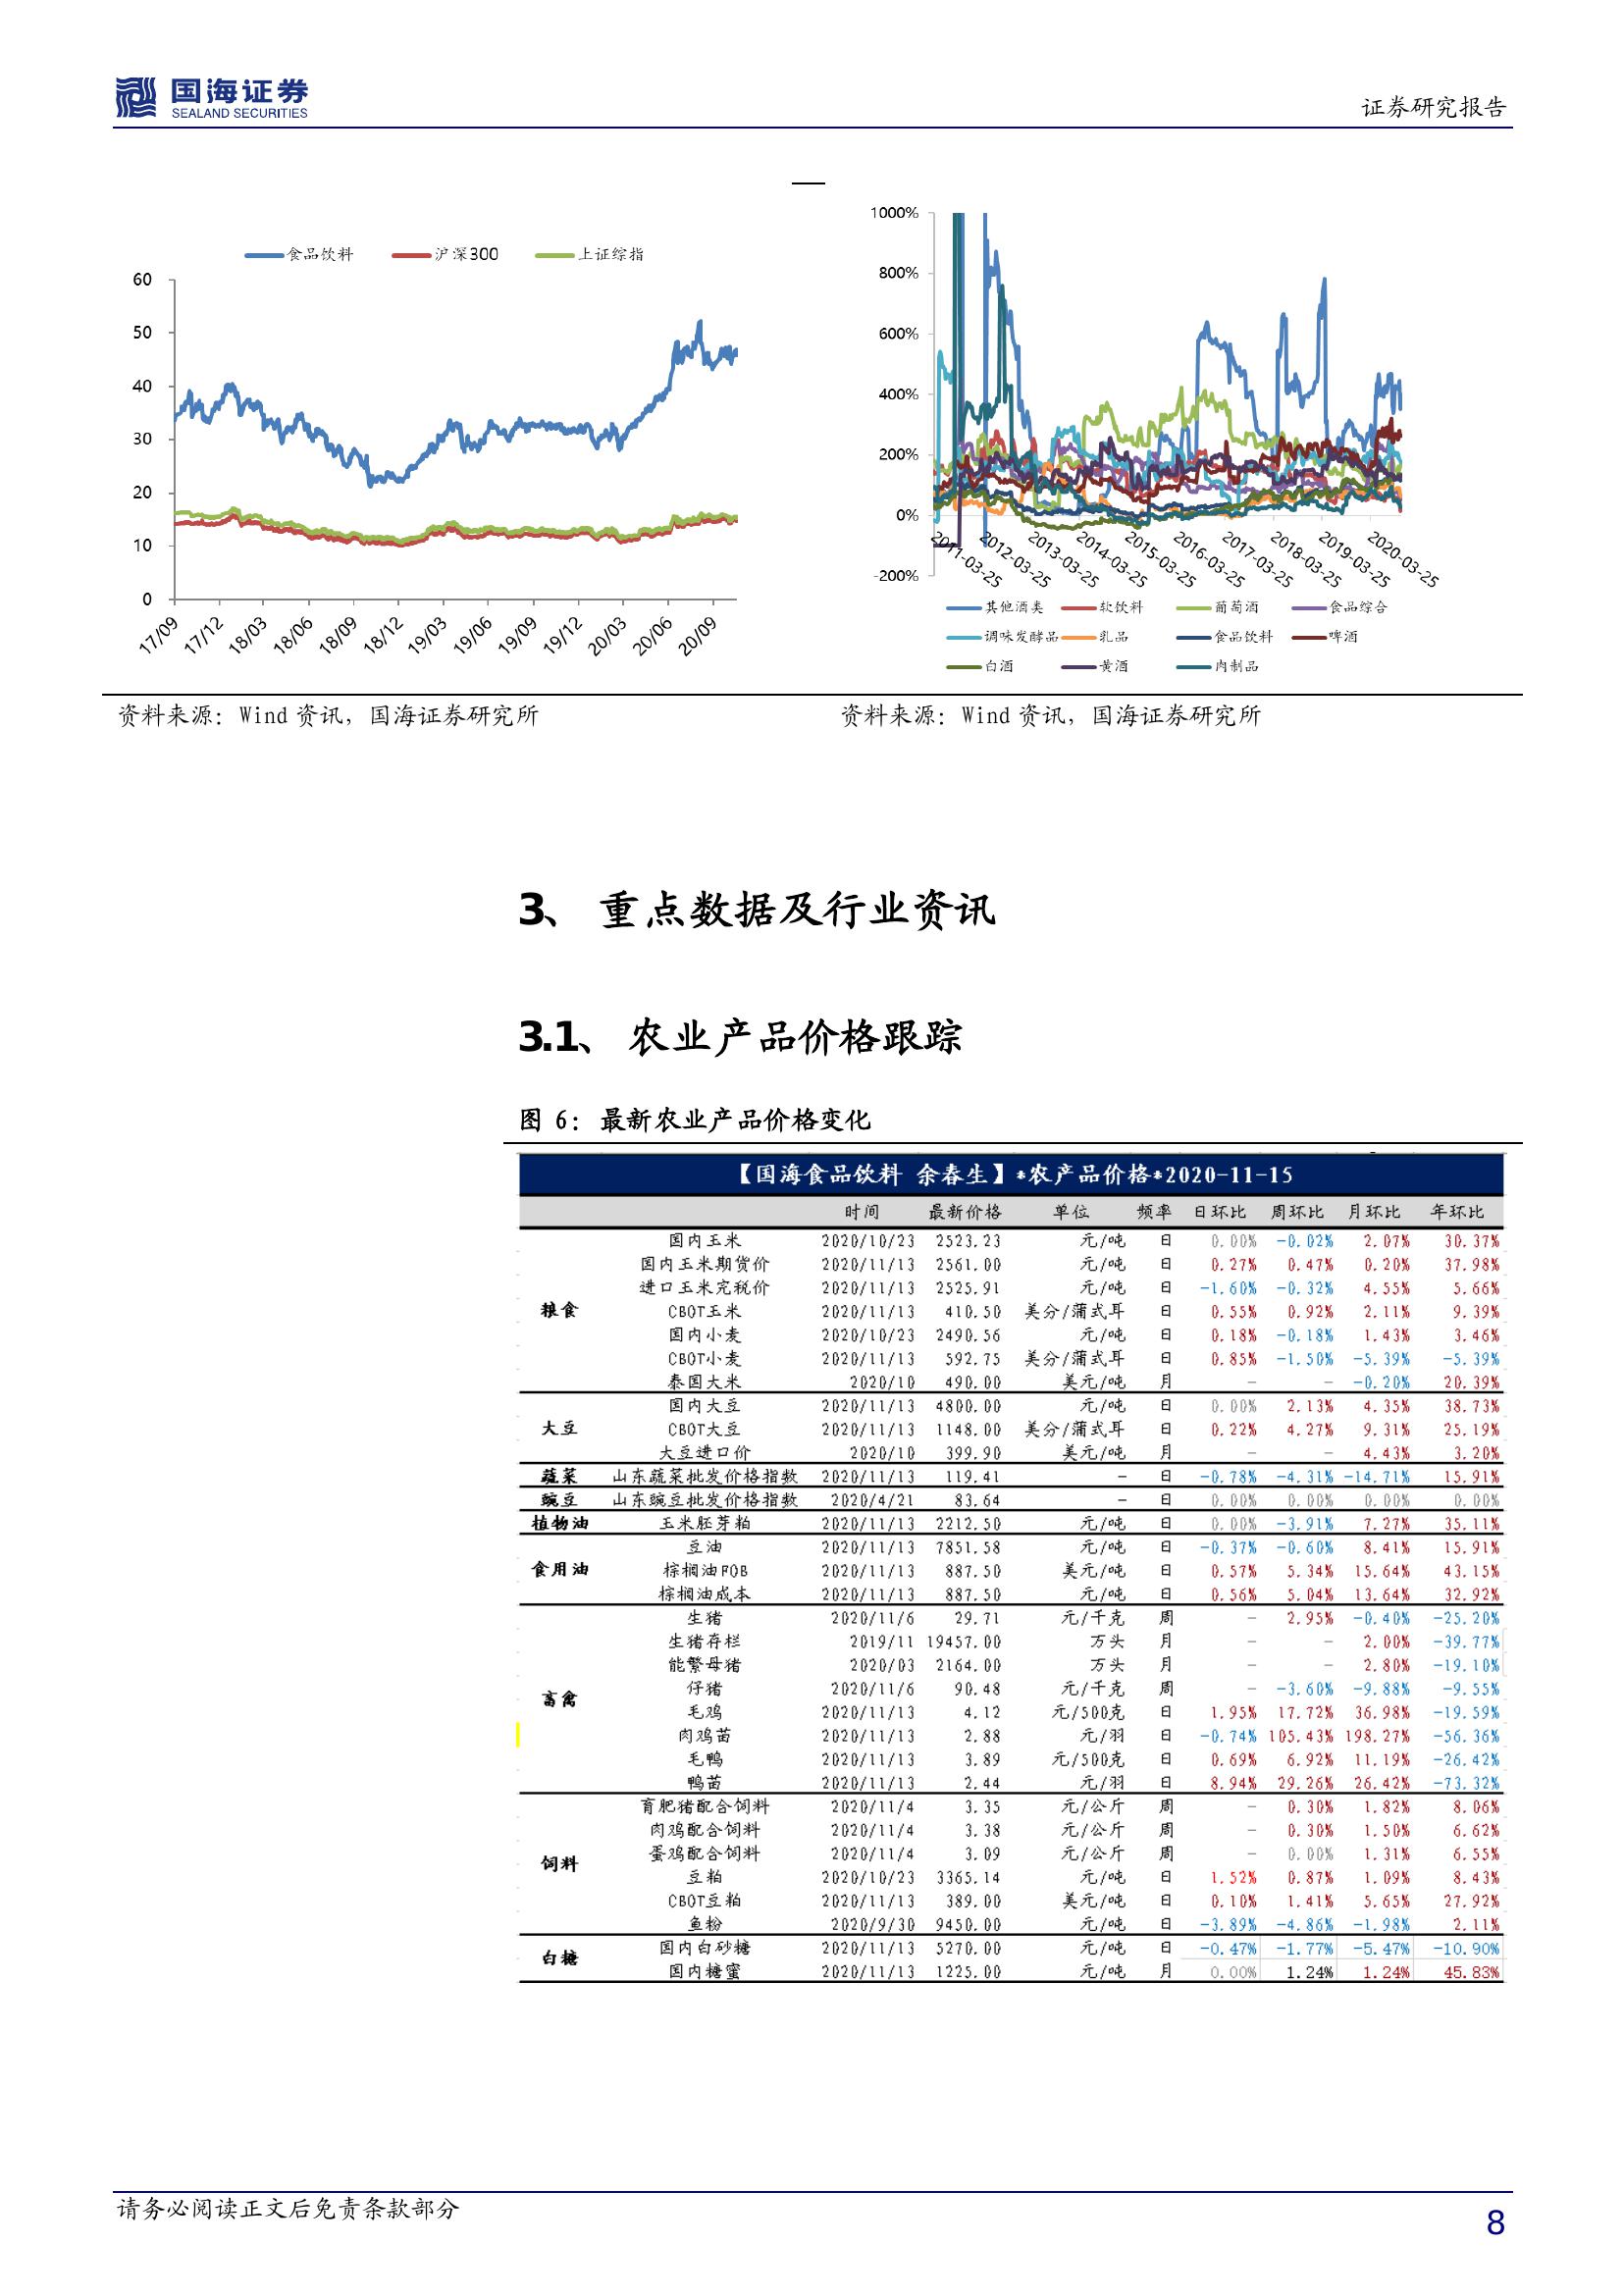 国海证券
SEALAND SECURITIES
证券研究报告
食品饮料 沪深300 上证综指
60
50
40
30
20
10
0
17/09 17/12 18/03 18/06 18/09 18/12 19/03 19/06 19/09 19/12 20/03 20/06 20/09
1000%
800%
600%
400%
200%
0%
-200%
2011-03-25 2012-03-25 2013-03-25 2014-03-25 2015-03-25 2016-03-25 2017-03-25 2018-03-25 2019-03-25 2020-03-25
其他酒类 软饮料 葡萄酒 食品综合
调味发酵品 乳品 食品饮料 啤酒
白酒 黄酒 肉制品
资料来源：Wind 资讯，国海证券研究所 资料来源：Wind 资讯，国海证券研究所
3、 重点数据及行业资讯
3.1、 农业产品价格跟踪
图 6：最新农业产品价格变化
【国海食品饮料 余春生】*农产品价格*2020-11-15
时间 最新价格 单位 频率 日环比 周环比 月环比 年环比
国内玉米 2020/10/23 2523.23 元/吨 日 0.00% -0.02% 2.07% 30.37%
国内玉米期货价 2020/11/13 2561.00 元/吨 日 0.27% 0.47% 0.20% 37.98%
进口玉米完税价 2020/11/13 2525.91 元/吨 日 -1.60% -0.32% 4.55% 5.66%
粮食 CBOT玉米 2020/11/13 410.50 美分/蒲式耳 日 0.55% 0.92% 2.11% 9.39%
国内小麦 2020/10/23 2490.56 元/吨 日 0.18% -0.18% 1.43% 3.46%
CBOT小麦 2020/11/13 592.75 美分/蒲式耳 日 0.85% -1.50% -5.39% -5.39%
泰国大米 2020/10 490.00 美元/吨 月 - - -0.20% 20.39%
国内大豆 2020/11/13 4800.00 元/吨 日 0.00% 2.13% 4.35% 38.73%
大豆 CBOT大豆 2020/11/13 1148.00 美分/蒲式耳 日 0.22% 4.27% 9.31% 25.19%
大豆进口价 2020/10 399.90 美元/吨 月 - - 4.43% 3.20%
蔬菜 山东蔬菜批发价格指数 2020/11/13 119.41 - 日 -0.78% -4.31% -14.71% 15.91%
豌豆 山东豌豆批发价格指数 2020/4/21 83.64 - 日 0.00% 0.00% 0.00% 0.00%
植物油 玉米胚芽粕 2020/11/13 2212.50 元/吨 日 0.00% -3.91% 7.27% 35.11%
豆油 2020/11/13 7851.58 元/吨 日 -0.37% -0.60% 8.41% 15.91%
食用油 棕榈油FOB 2020/11/13 887.50 美元/吨 日 0.57% 5.34% 15.64% 43.15%
棕榈油成本 2020/11/13 887.50 元/吨 日 0.56% 5.04% 13.64% 32.92%
生猪 2020/11/6 29.71 元/千克 周 - 2.95% -0.40% -25.20%
生猪存栏 2019/11 19457.00 万头 月 - - 2.00% -39.77%
能繁母猪 2020/03 2164.00 万头 月 - - 2.80% -19.10%
畜禽 仔猪 2020/11/6 90.48 元/千克 周 - -3.60% -9.88% -9.55%
毛鸡 2020/11/13 4.12 元/500克 日 1.95% 17.72% 36.98% -19.59%
肉鸡苗 2020/11/13 2.88 元/羽 日 -0.74% 105.43% 198.27% -56.36%
毛鸭 2020/11/13 3.89 元/500克 日 0.69% 6.92% 11.19% -26.42%
鸭苗 2020/11/13 2.44 元/羽 日 8.94% 29.26% 26.42% -73.32%
育肥猪配合饲料 2020/11/4 3.35 元/公斤 周 - 0.30% 1.82% 8.06%
肉鸡配合饲料 2020/11/4 3.38 元/公斤 周 - 0.30% 1.50% 6.62%
饲料 蛋鸡配合饲料 2020/11/4 3.09 元/公斤 周 - 0.00% 1.31% 6.55%
豆粕 2020/10/23 3365.14 元/吨 日 1.52% 0.87% 1.09% 8.43%
CBOT豆粕 2020/11/13 389.00 美元/吨 日 0.10% 1.41% 5.65% 27.92%
鱼粉 2020/9/30 9450.00 元/吨 日 -3.89% -4.86% -1.98% 2.11%
白糖 国内白砂糖 2020/11/13 5270.00 元/吨 日 -0.47% -1.77% -5.47% -10.90%
国内糖蜜 2020/11/13 1225.00 元/吨 月 0.00% 1.24% 1.24% 45.83%
请务必阅读正文后免责条款部分
8